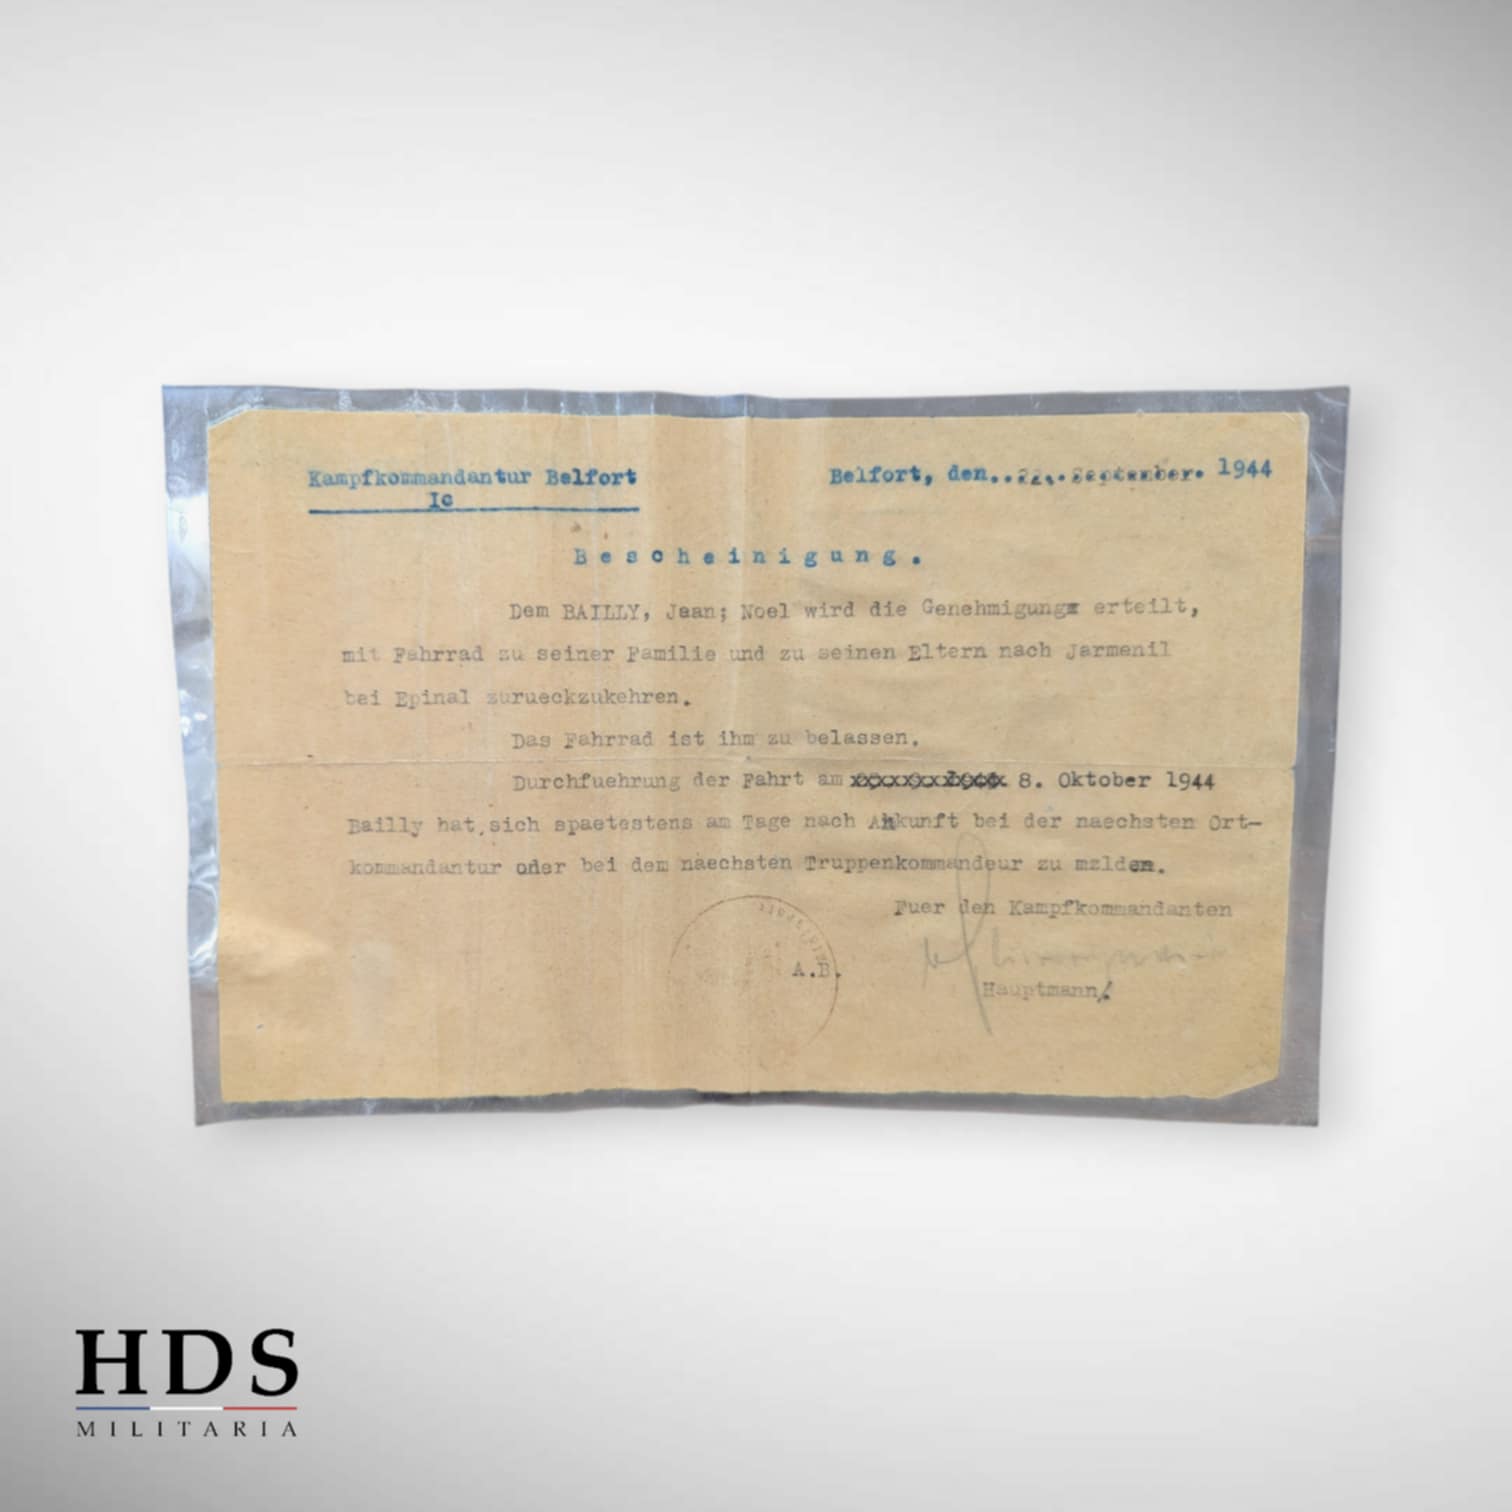 Kampfkommandantur Belfort
Ic
Belfort, den...22..September. 1944
Bescheinigung.
Dem BAILLY, Jean; Noel wird die Genehmigung erteilt,
mit Fahrrad zu seiner Familie und zu seinen Eltern nach Jarmenil
bei Epinal zurueckzukehren.
Das Fahrrad ist ihm zu belassen.
Durchfuehrung der Fahrt am 8. Oktober 1944
Bailly hat sich spaetestens am Tage nach Ankunft bei der naechsten Ort-
kommandantur oder bei dem naechsten Truppenkommandeur zu melden.
Fuer den Kampfkommandanten
A.B.
Hauptmann.
HDS
MILITARIA